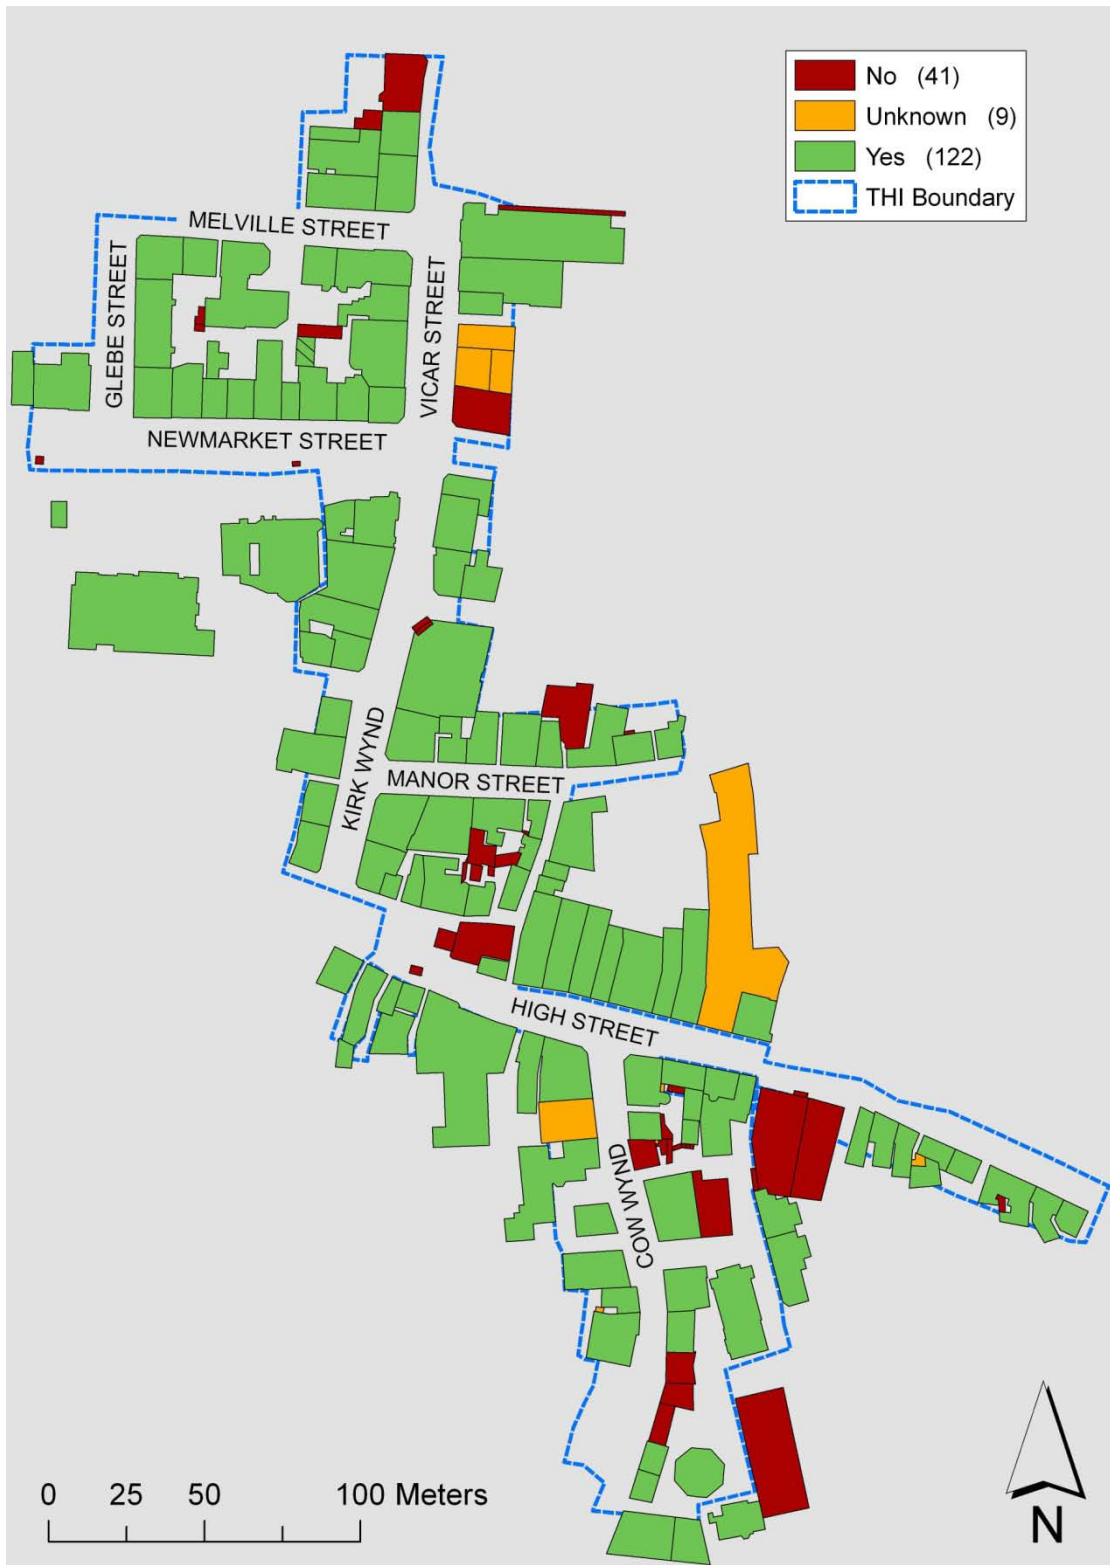 No (41)
Unknown (9)
Yes (122)
THI Boundary
MELVILLE STREET
GLEBE STREET
VICAR STREET
NEWMARKET STREET
KIRK WYND
MANOR STREET
HIGH STREET
COW WYND
0 25 50 100 Meters
N